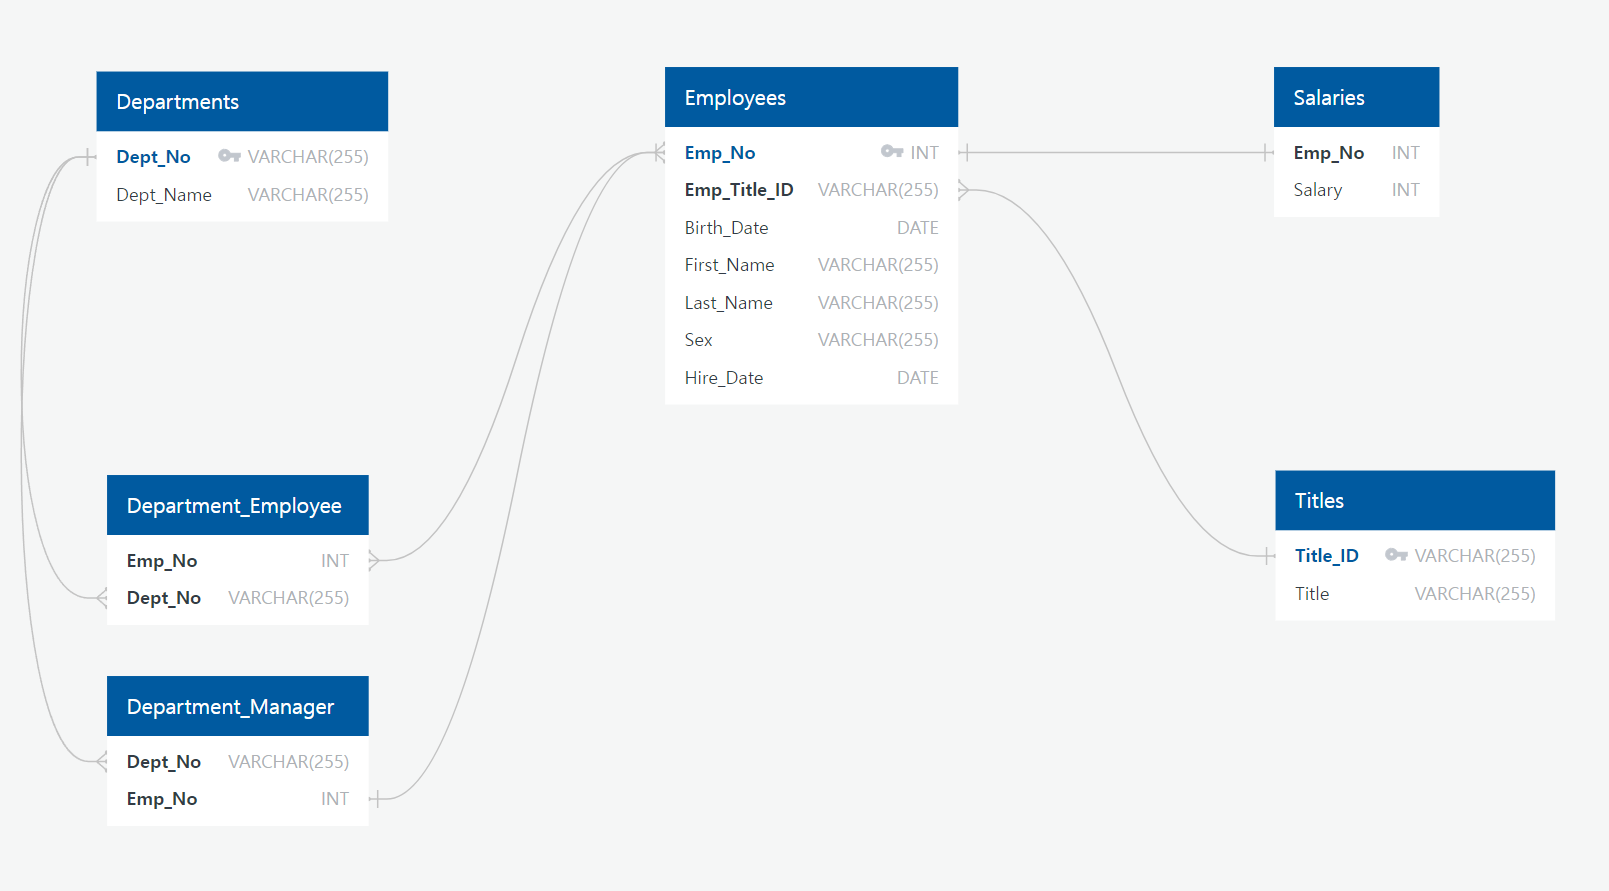 Departments
Dept_No VARCHAR(255)
Dept_Name VARCHAR(255)
Employees
Emp_No INT
Emp_Title_ID VARCHAR(255)
Birth_Date DATE
First_Name VARCHAR(255)
Last_Name VARCHAR(255)
Sex VARCHAR(255)
Hire_Date DATE
Salaries
Emp_No INT
Salary INT
Department_Employee
Emp_No INT
Dept_No VARCHAR(255)
Titles
Title_ID VARCHAR(255)
Title VARCHAR(255)
Department_Manager
Dept_No VARCHAR(255)
Emp_No INT